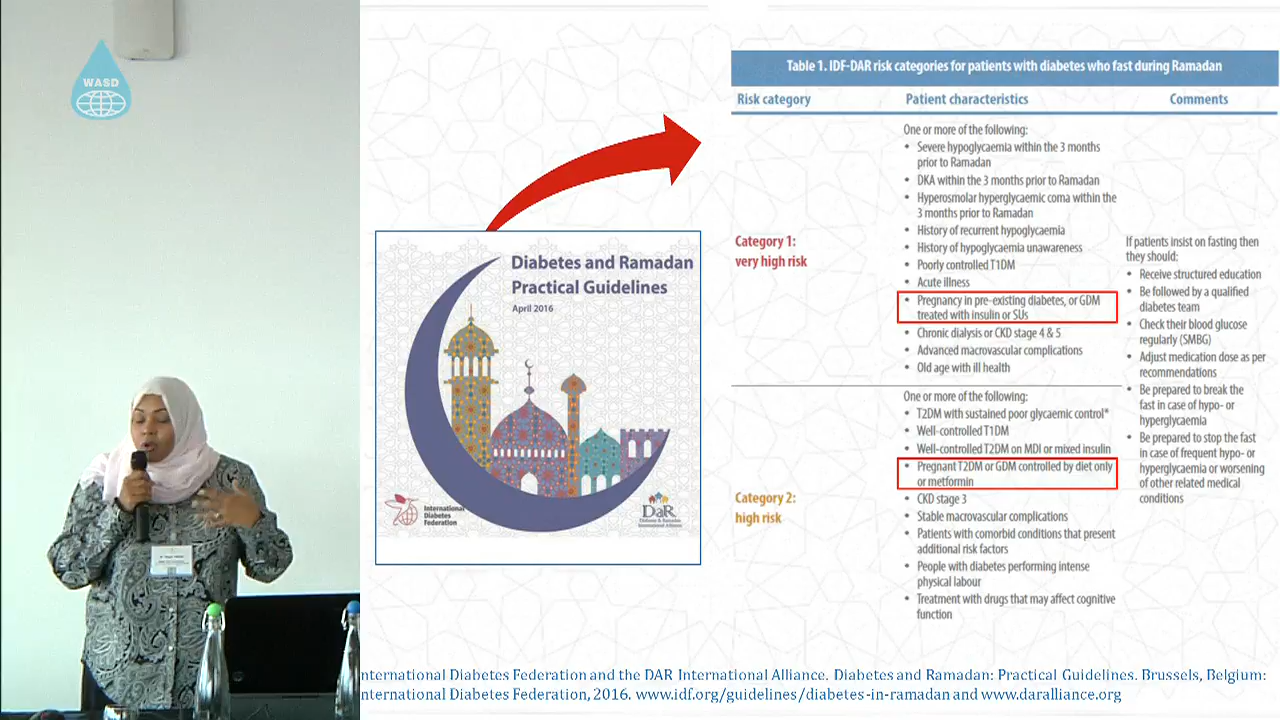 WASD
Diabetes and Ramadan
Practical Guidelines
April 2016
International
Diabetes
Federation
DaR
Diabetes & Ramadan
International Alliance
Table 1. IDF-DAR risk categories for patients with diabetes who fast during Ramadan
Risk category
Patient characteristics
Comments
Category 1:
very high risk
One or more of the following:
• Severe hypoglycaemia within the 3 months
prior to Ramadan
• DKA within the 3 months prior to Ramadan
• Hyperosmolar hyperglycaemic coma within the
3 months prior to Ramadan
• History of recurrent hypoglycaemia
• History of hypoglycaemia unawareness
• Poorly controlled T1DM
• Acute illness
• Pregnancy in pre-existing diabetes, or GDM
treated with insulin or SUs
• Chronic dialysis or CKD stage 4 & 5
• Advanced macrovascular complications
• Old age with ill health
Category 2:
high risk
One or more of the following:
• T2DM with sustained poor glycaemic control*
• Well-controlled T1DM
• Well-controlled T2DM on MDI or mixed insulin
• Pregnant T2DM or GDM controlled by diet only
or metformin
• CKD stage 3
• Stable macrovascular complications
• Patients with comorbid conditions that present
additional risk factors
• People with diabetes performing intense
physical labour
• Treatment with drugs that may affect cognitive
function
If patients insist on fasting then
they should:
• Receive structured education
• Be followed by a qualified
diabetes team
• Check their blood glucose
regularly (SMBG)
• Adjust medication dose as per
recommendations
• Be prepared to break the
fast in case of hypo- or
hyperglycaemia
• Be prepared to stop the fast
in case of frequent hypo- or
hyperglycaemia or worsening
of other related medical
conditions
nternational Diabetes Federation and the DAR International Alliance. Diabetes and Ramadan: Practical Guidelines. Brussels, Belgium:
nternational Diabetes Federation, 2016. www.idf.org/guidelines/diabetes-in-ramadan and www.daralliance.org